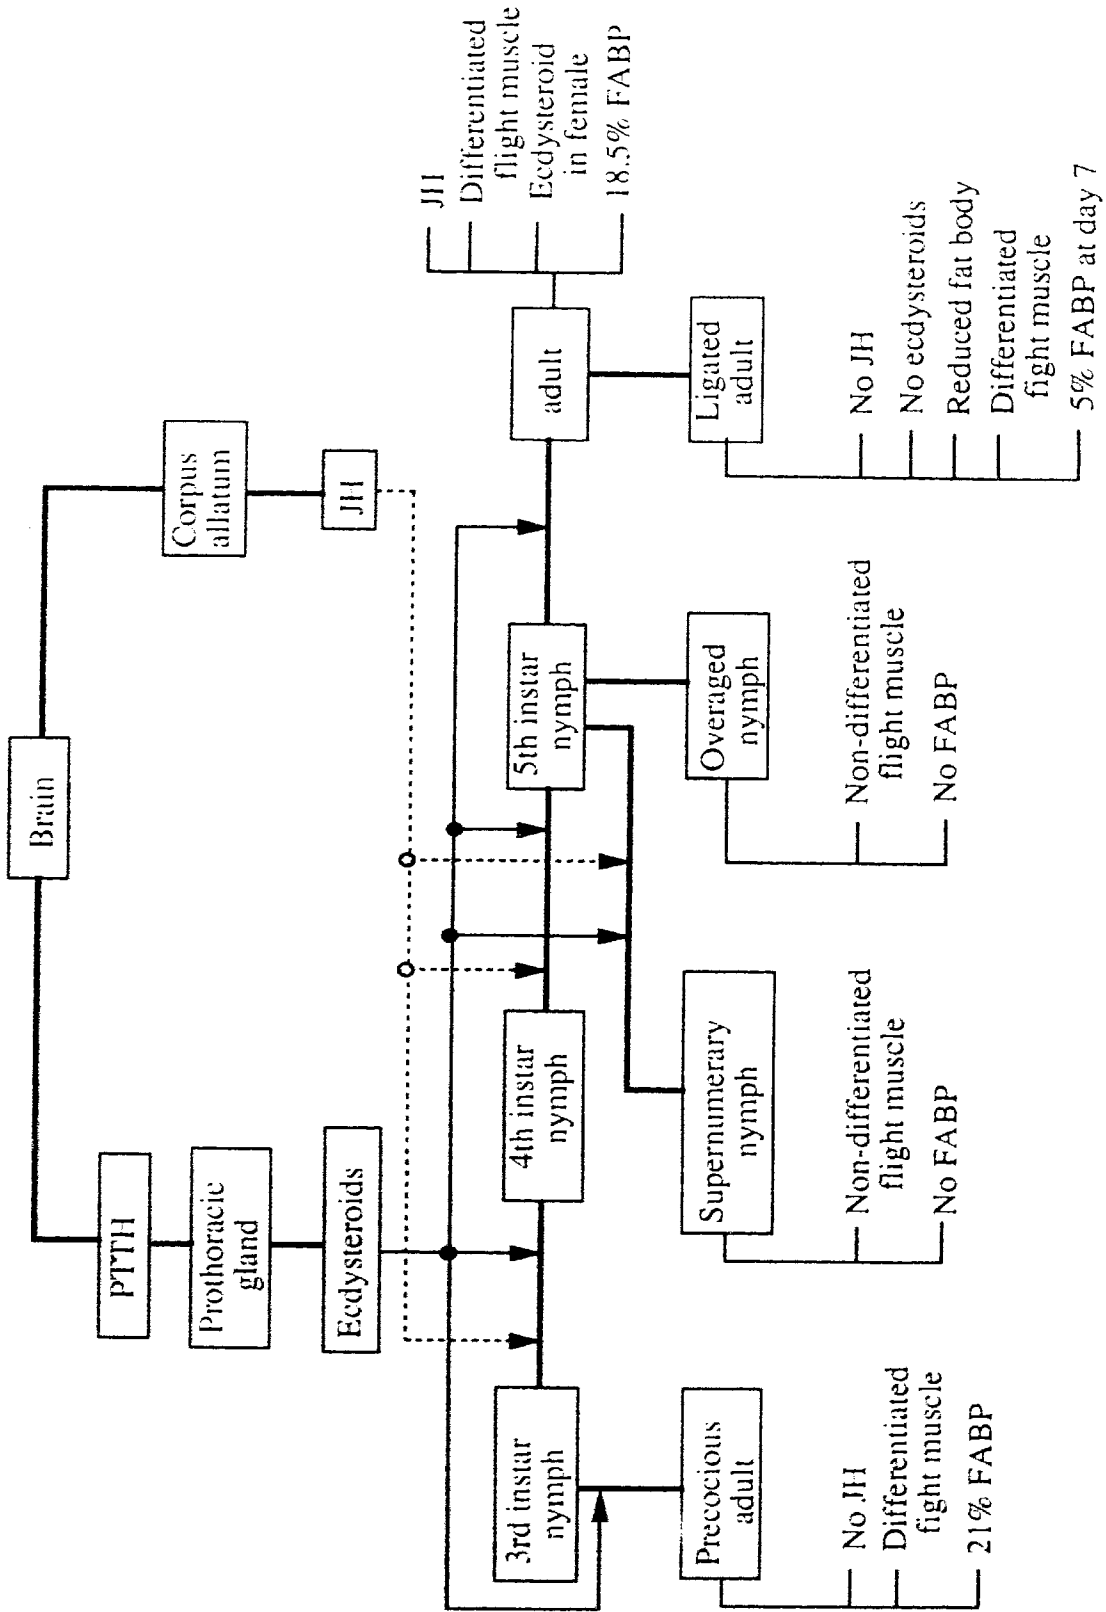 Brain
PTTH
Prothoracic
gland
Ecdysteroids
Corpus
allatum
JH
3rd instar
nymph
4th instar
nymph
5th instar
nymph
adult
JH
Differentiated
flight muscle
Ecdysteroid
in female
18.5% FABP
Precocious
adult
No JH
Differentiated
fight muscle
21% FABP
Supernumerary
nymph
Non-differentiated
flight muscle
No FABP
Overaged
nymph
Non-differentiated
flight muscle
No FABP
Ligated
adult
No JH
No ecdysteroids
Reduced fat body
Differentiated
fight muscle
5% FABP at day 7